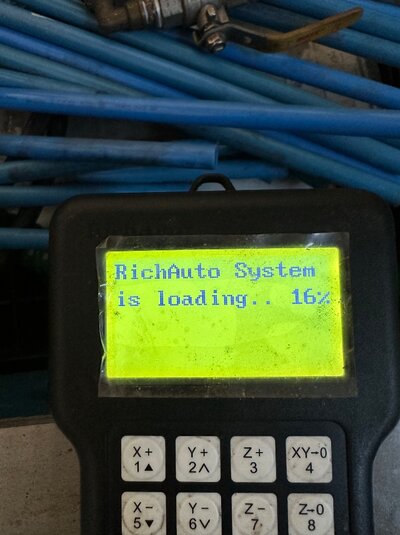 RichAuto System
is loading.. 16%
X+ Y+ Z+ XY→0
1▲ 2∧ 3 4
X- Y- Z- Z→0
5▼ 6∨ 7 8